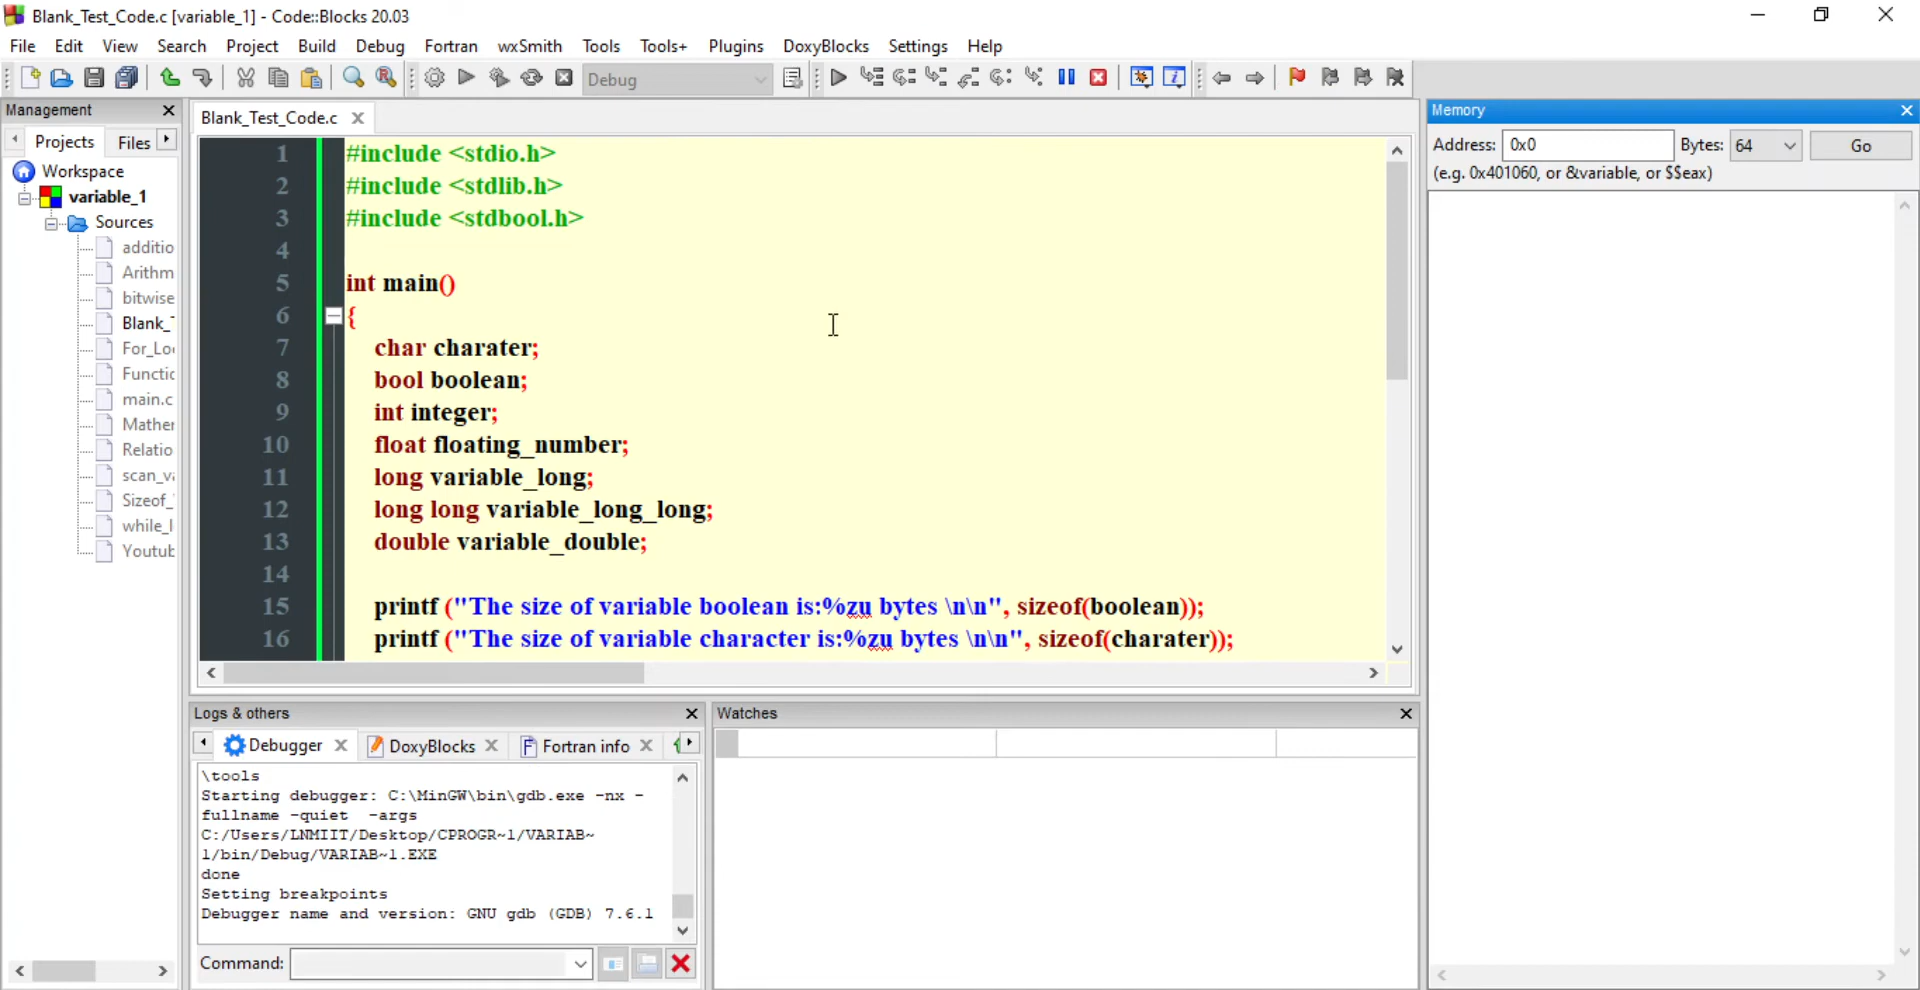 Blank_Test_Code.c [variable_1] - Code::Blocks 20.03
File Edit View Search Project Build Debug Fortran wxSmith Tools Tools+ Plugins DoxyBlocks Settings Help
Debug
Management
Projects Files
Workspace
variable_1
Sources
additio
Arithm
bitwise
Blank_
For_Lo
Functio
main.c
Mather
Relatio
scan_va
Sizeof_
while_l
Youtub
Blank_Test_Code.c
1 #include <stdio.h>
2 #include <stdlib.h>
3 #include <stdbool.h>
4
5 int main()
6 {
7 char charater;
8 bool boolean;
9 int integer;
10 float floating_number;
11 long variable_long;
12 long long variable_long_long;
13 double variable_double;
14
15 printf ("The size of variable boolean is:%zu bytes \n\n", sizeof(boolean));
16 printf ("The size of variable character is:%zu bytes \n\n", sizeof(charater));
Logs & others
Debugger DoxyBlocks Fortran info
\tools
Starting debugger: C:\MinGW\bin\gdb.exe -nx -
fullname -quiet -args
C:/Users/LNMIIT/Desktop/CPROGR~1/VARIAB~
1/bin/Debug/VARIAB~1.EXE
done
Setting breakpoints
Debugger name and version: GNU gdb (GDB) 7.6.1
Command:
Watches
Memory
Address: 0x0 Bytes: 64 Go
(e.g. 0x401060, or &variable, or $$eax)